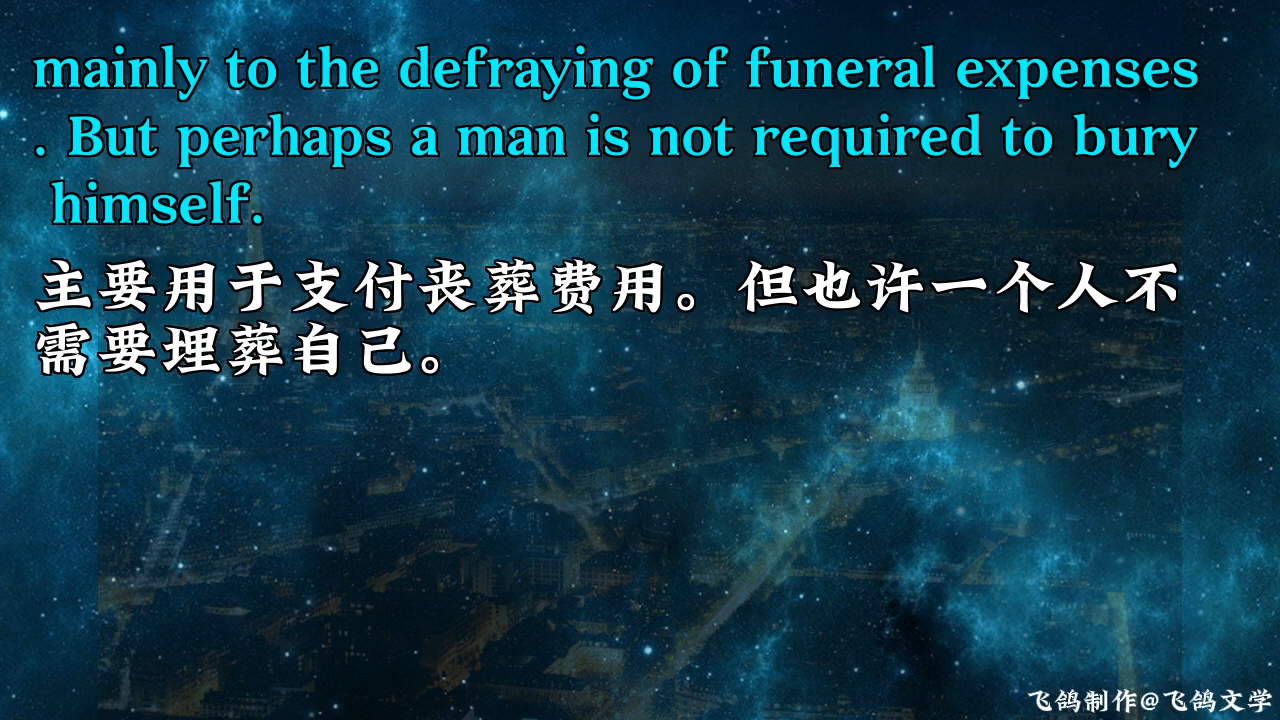 mainly to the defraying of funeral expenses
. But perhaps a man is not required to bury
himself.
主要用于支付丧葬费用。但也许一个人不
需要埋葬自己。
飞鸽制作@飞鸽文学